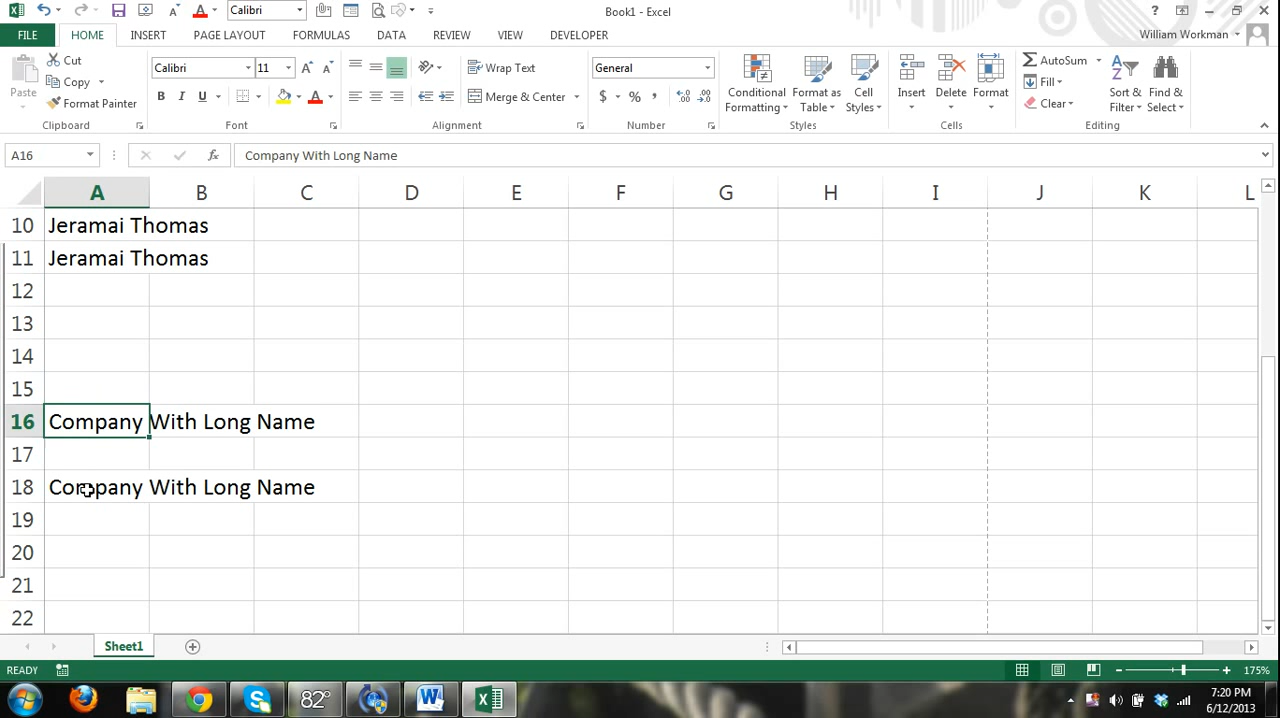 Calibri
Book1 - Excel
?
FILE HOME INSERT PAGE LAYOUT FORMULAS DATA REVIEW VIEW DEVELOPER
William Workman
Paste
Cut
Copy
Format Painter
Clipboard
Calibri 11
B I U
Font
Wrap Text
Merge & Center
Alignment
General
$ % ,
Number
Conditional Formatting
Format as Table
Cell Styles
Styles
Insert Delete Format
Cells
AutoSum
Fill
Clear
Sort & Filter
Find & Select
Editing
A16 fx Company With Long Name
A B C D E F G H I J K L
10 Jeramai Thomas
11 Jeramai Thomas
12
13
14
15
16 Company With Long Name
17
18 Company With Long Name
19
20
21
22
Sheet1
READY 175%
82°
7:20 PM
6/12/2013